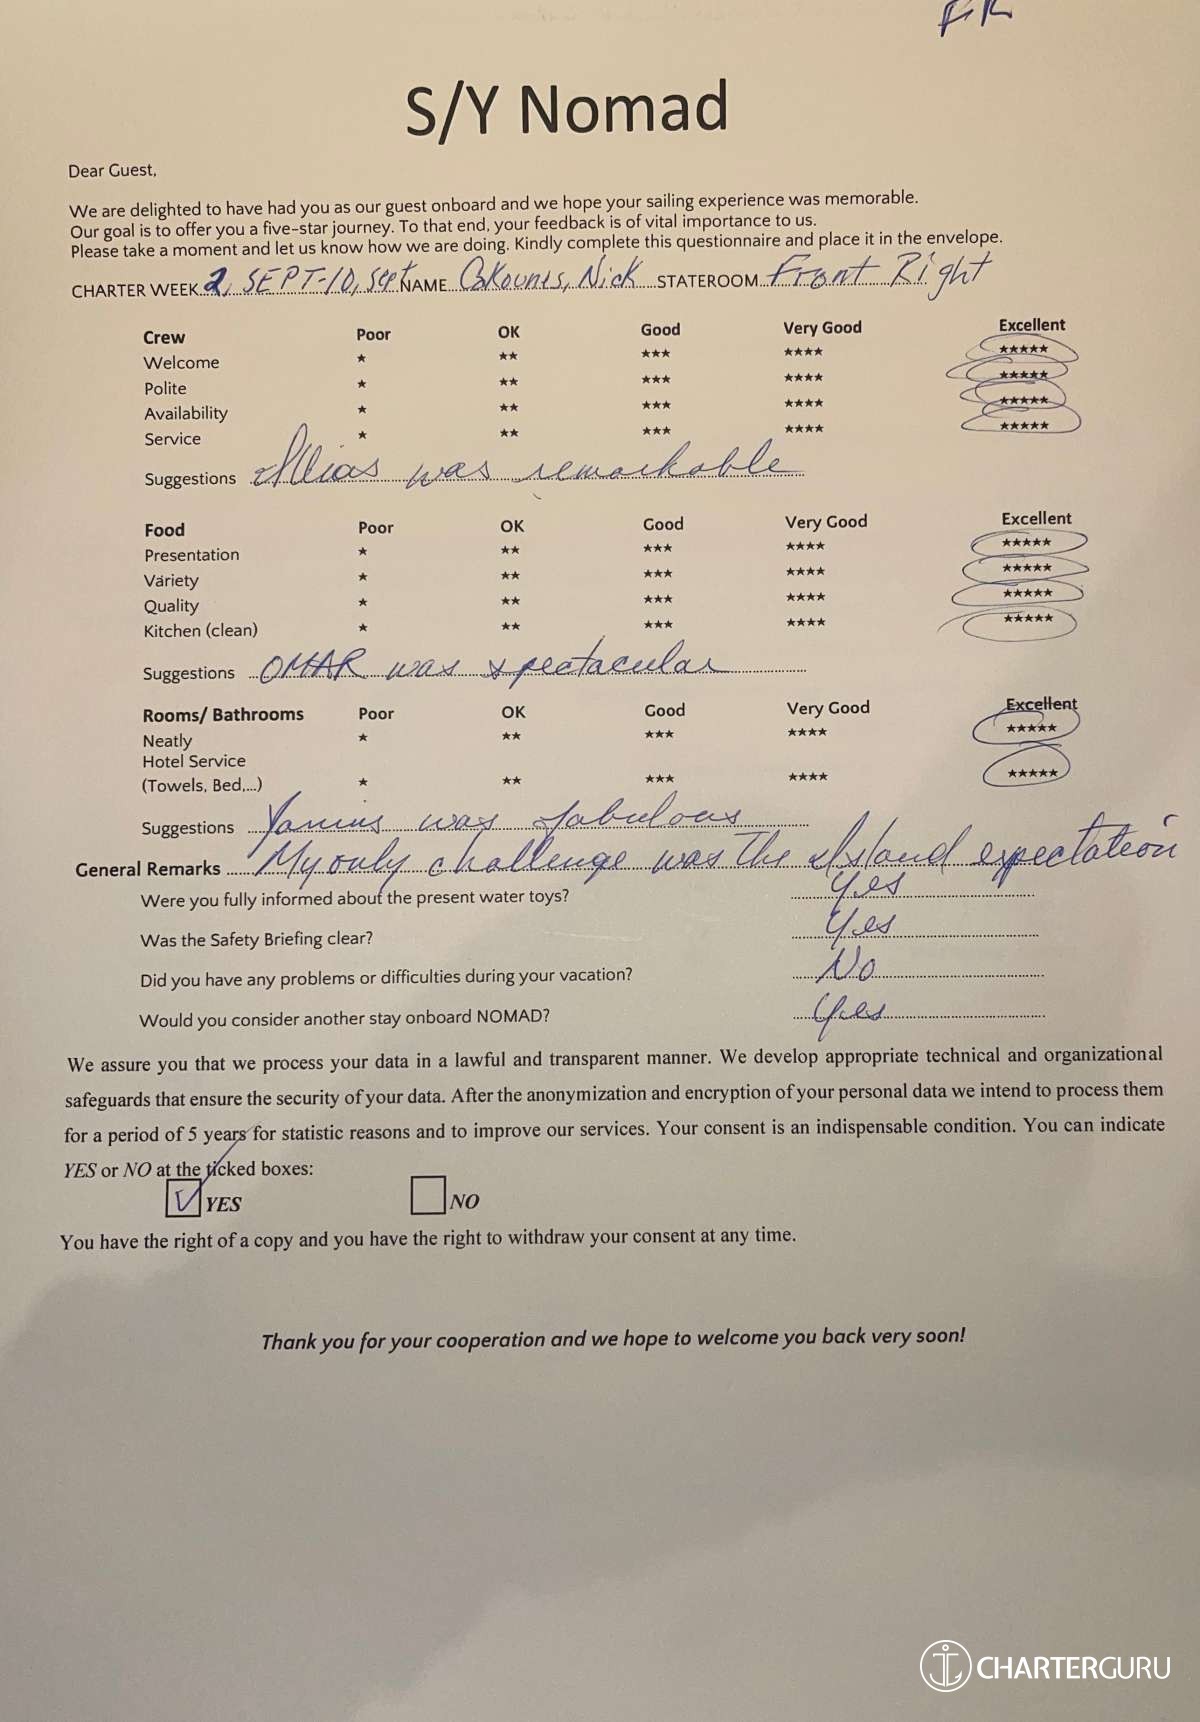 FR
S/Y Nomad
Dear Guest,
We are delighted to have had you as our guest onboard and we hope your sailing experience was memorable.
Our goal is to offer you a five-star journey. To that end, your feedback is of vital importance to us.
Please take a moment and let us know how we are doing. Kindly complete this questionnaire and place it in the envelope.
CHARTER WEEK 2, SEPT-10, Sept NAME Nick STATEROOM Front Right
Crew Poor OK Good Very Good Excellent
Welcome ★ ★★ ★★★ ★★★★ ★★★★★
Polite ★ ★★ ★★★ ★★★★ ★★★★★
Availability ★ ★★ ★★★ ★★★★ ★★★★★
Service ★ ★★ ★★★ ★★★★ ★★★★★
Suggestions Illias was remarkable
Food Poor OK Good Very Good Excellent
Presentation ★ ★★ ★★★ ★★★★ ★★★★★
Variety ★ ★★ ★★★ ★★★★ ★★★★★
Quality ★ ★★ ★★★ ★★★★ ★★★★★
Kitchen (clean) ★ ★★ ★★★ ★★★★ ★★★★★
Suggestions OMAR was spectacular
Rooms/ Bathrooms Poor OK Good Very Good Excellent
Neatly ★ ★★ ★★★ ★★★★ ★★★★★
Hotel Service
(Towels, Bed,...) ★ ★★ ★★★ ★★★★ ★★★★★
Suggestions was fabulous
General Remarks My only challenge was The Island expectation
Were you fully informed about the present water toys? Yes
Was the Safety Briefing clear? Yes
Did you have any problems or difficulties during your vacation? No
Would you consider another stay onboard NOMAD? Yes
We assure you that we process your data in a lawful and transparent manner. We develop appropriate technical and organizational
safeguards that ensure the security of your data. After the anonymization and encryption of your personal data we intend to process them
for a period of 5 years for statistic reasons and to improve our services. Your consent is an indispensable condition. You can indicate
YES or NO at the ticked boxes:
YES NO
You have the right of a copy and you have the right to withdraw your consent at any time.
Thank you for your cooperation and we hope to welcome you back very soon!
CHARTERGURU